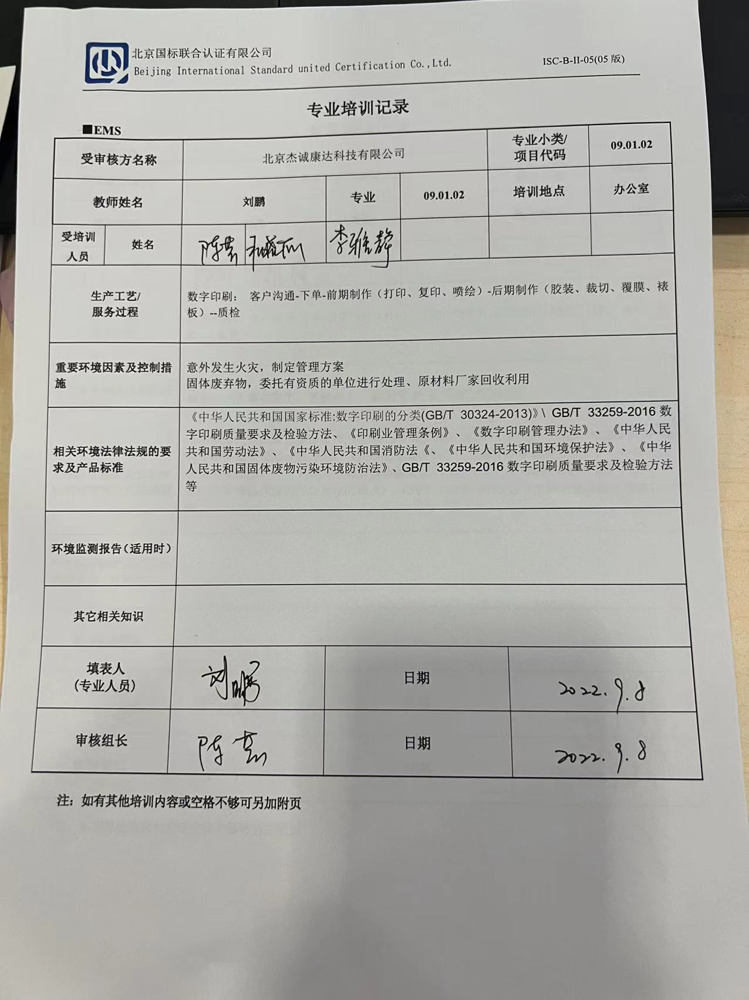 北京国标联合认证有限公司
Beijing International Standard united Certification Co.,Ltd.
ISC-B-II-05(05 版)
专业培训记录
■EMS
受审核方名称 北京杰诚康达科技有限公司 专业小类/ 项目代码 09.01.02
教师姓名 刘鹏 专业 09.01.02 培训地点 办公室
受培训 人员 姓名 李雅静
生产工艺/ 服务过程
数字印刷： 客户沟通-下单-前期制作（打印、复印、喷绘）-后期制作（胶装、裁切、覆膜、裱
板）--质检
重要环境因素及控制措
施
意外发生火灾，制定管理方案
固体废弃物，委托有资质的单位进行处理、原材料厂家回收利用
相关环境法律法规的要
求及产品标准
《中华人民共和国国家标准:数字印刷的分类(GB/T 30324-2013)》\ GB/T 33259-2016 数
字印刷质量要求及检验方法、《印刷业管理条例》、《数字印刷管理办法》、《中华人民
共和国劳动法》、《中华人民共和国消防法《、《中华人民共和国环境保护法》、《中华
人民共和国固体废物污染环境防治法》、GB/T 33259-2016 数字印刷质量要求及检验方法
等
环境监测报告（适用时）
其它相关知识
填表人 (专业人员) 刘鹏 日期 2022.9.8
审核组长 日期 2022.9.8
注：如有其他培训内容或空格不够可另加附页